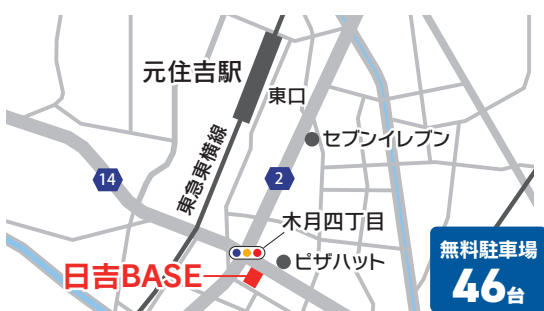 元住吉駅
東口
東急東横線
セブンイレブン
14
2
木月四丁目
日吉BASE
ピザハット
無料駐車場
46台